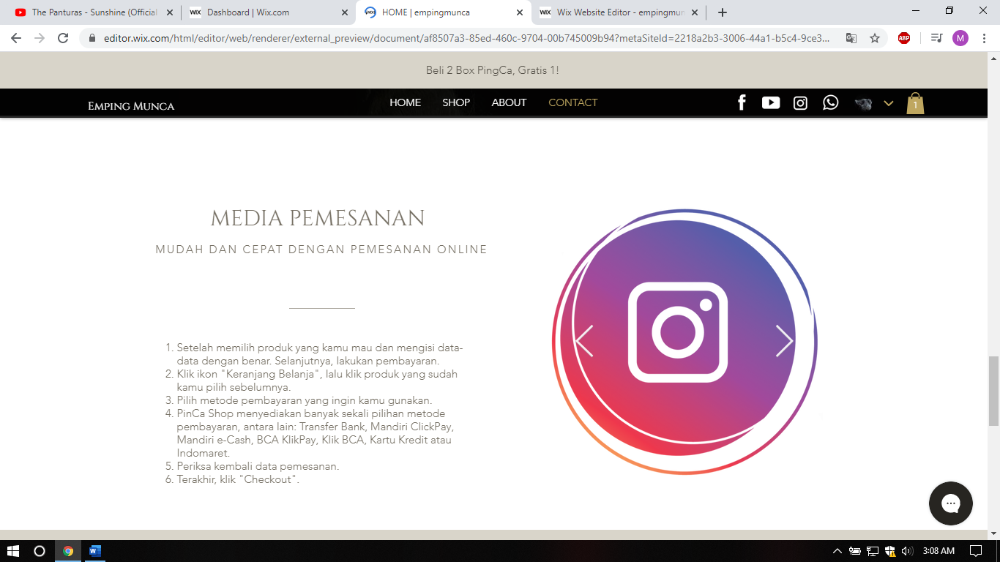 The Panturas - Sunshine (Official
Dashboard | Wix.com
HOME | empingmunca
Wix Website Editor - empingmun
editor.wix.com/html/editor/web/renderer/external_preview/document/af8507a3-85ed-460c-9704-00b745009b94?metaSiteId=2218a2b3-3006-44a1-b5c4-9ce3...
ABP
M
Beli 2 Box PingCa, Gratis 1!
Emping Munca
HOME
SHOP
ABOUT
CONTACT
1
MEDIA PEMESANAN
MUDAH DAN CEPAT DENGAN PEMESANAN ONLINE
1. Setelah memilih produk yang kamu mau dan mengisi data-
data dengan benar. Selanjutnya, lakukan pembayaran.
2. Klik ikon "Keranjang Belanja", lalu klik produk yang sudah
kamu pilih sebelumnya.
3. Pilih metode pembayaran yang ingin kamu gunakan.
4. PinCa Shop menyediakan banyak sekali pilihan metode
pembayaran, antara lain: Transfer Bank, Mandiri ClickPay,
Mandiri e-Cash, BCA KlikPay, Klik BCA, Kartu Kredit atau
Indomaret.
5. Periksa kembali data pemesanan.
6. Terakhir, klik "Checkout".
3:08 AM